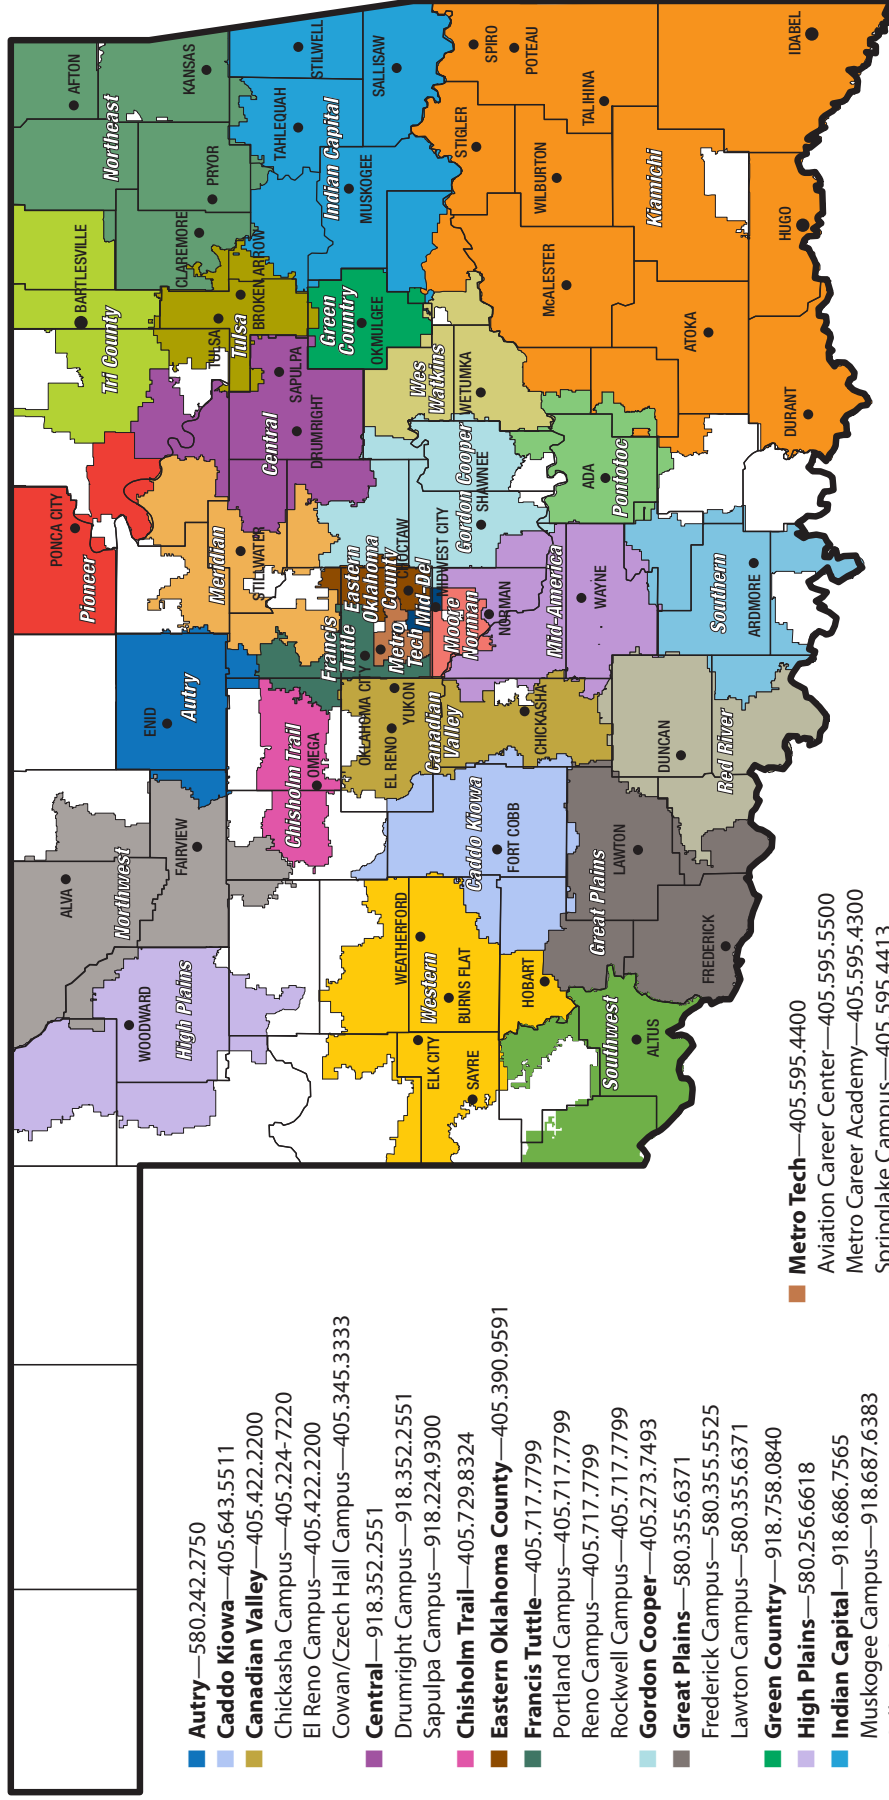 AFTON
KANSAS
Northeast
PRYOR
CLAREMORE
BARTLESVILLE
Tri County
PONCA CITY
Pioneer
STILWELL
SALLISAW
TAHLEQUAH
Indian Capital
MUSKOGEE
BROKEN ARROW
TULSA
Tulsa
Green
Country
OKMULGEE
SAPULPA
Central
DRUMRIGHT
Meridian
STILLWATER
SPIRO
POTEAU
IDABEL
TALIHINA
STIGLER
WILBURTON
Kiamichi
HUGO
McALESTER
ATOKA
DURANT
Wes
Watkins
WETUMKA
Gordon Cooper
SHAWNEE
ADA
Pontotoc
Eastern
Oklahoma
County
CHOCTAW
Mid-Del
MIDWEST CITY
Francis
Tuttle
Metro
Tech
OKLAHOMA CITY
Moore
Norman
NORMAN
Mid-America
WAYNE
Southern
ARDMORE
ENID
Autry
Chisholm Trail
OMEGA
YUKON
EL RENO
Canadian
Valley
CHICKASHA
DUNCAN
Red River
ALVA
Northwest
FAIRVIEW
Caddo Kiowa
FORT COBB
LAWTON
Great Plains
FREDERICK
WOODWARD
High Plains
WEATHERFORD
Western
BURNS FLAT
HOBART
ELK CITY
SAYRE
Southwest
ALTUS
Autry—580.242.2750
Caddo Kiowa—405.643.5511
Canadian Valley—405.422.2200
Chickasha Campus—405.224-7220
El Reno Campus—405.422.2200
Cowan/Czech Hall Campus—405.345.3333
Central—918.352.2551
Drumright Campus—918.352.2551
Sapulpa Campus—918.224.9300
Chisholm Trail—405.729.8324
Eastern Oklahoma County—405.390.9591
Francis Tuttle—405.717.7799
Portland Campus—405.717.7799
Reno Campus—405.717.7799
Rockwell Campus—405.717.7799
Gordon Cooper—405.273.7493
Great Plains—580.355.6371
Frederick Campus—580.355.5525
Lawton Campus—580.355.6371
Green Country—918.758.0840
High Plains—580.256.6618
Indian Capital—918.686.7565
Muskogee Campus—918.687.6383
Metro Tech—405.595.4400
Aviation Career Center—405.595.5500
Metro Career Academy—405.595.4300
Springlake Campus—405.595.4413